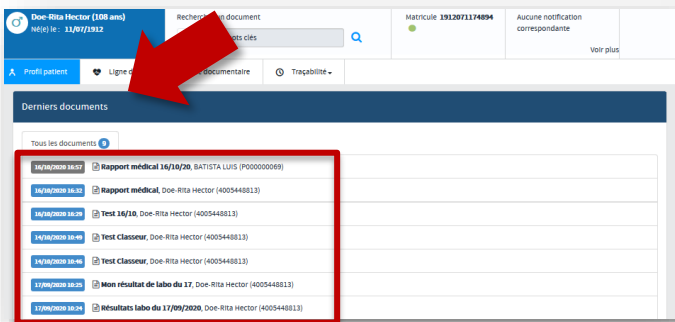 Doe-Rita Hector (108 ans)
Né(e) le : 11/07/1912
Recherche un document
ots clés
Matricule 1912071174894
Aucune notification
correspondante
Voir plus
Profil patient
Ligne d
documentaire
Traçabilité
Derniers documents
Tous les documents 9
16/10/2020 16:57 Rapport médical 16/10/20, BATISTA LUIS (P000000069)
16/10/2020 16:32 Rapport médical, Doe-Rita Hector (4005448813)
16/10/2020 16:29 Test 16/10, Doe-Rita Hector (4005448813)
14/10/2020 10:49 Test Classeur, Doe-Rita Hector (4005448813)
14/10/2020 10:46 Test Classeur, Doe-Rita Hector (4005448813)
17/09/2020 10:25 Mon résultat de labo du 17, Doe-Rita Hector (4005448813)
17/09/2020 10:24 Résultats labo du 17/09/2020, Doe-Rita Hector (4005448813)